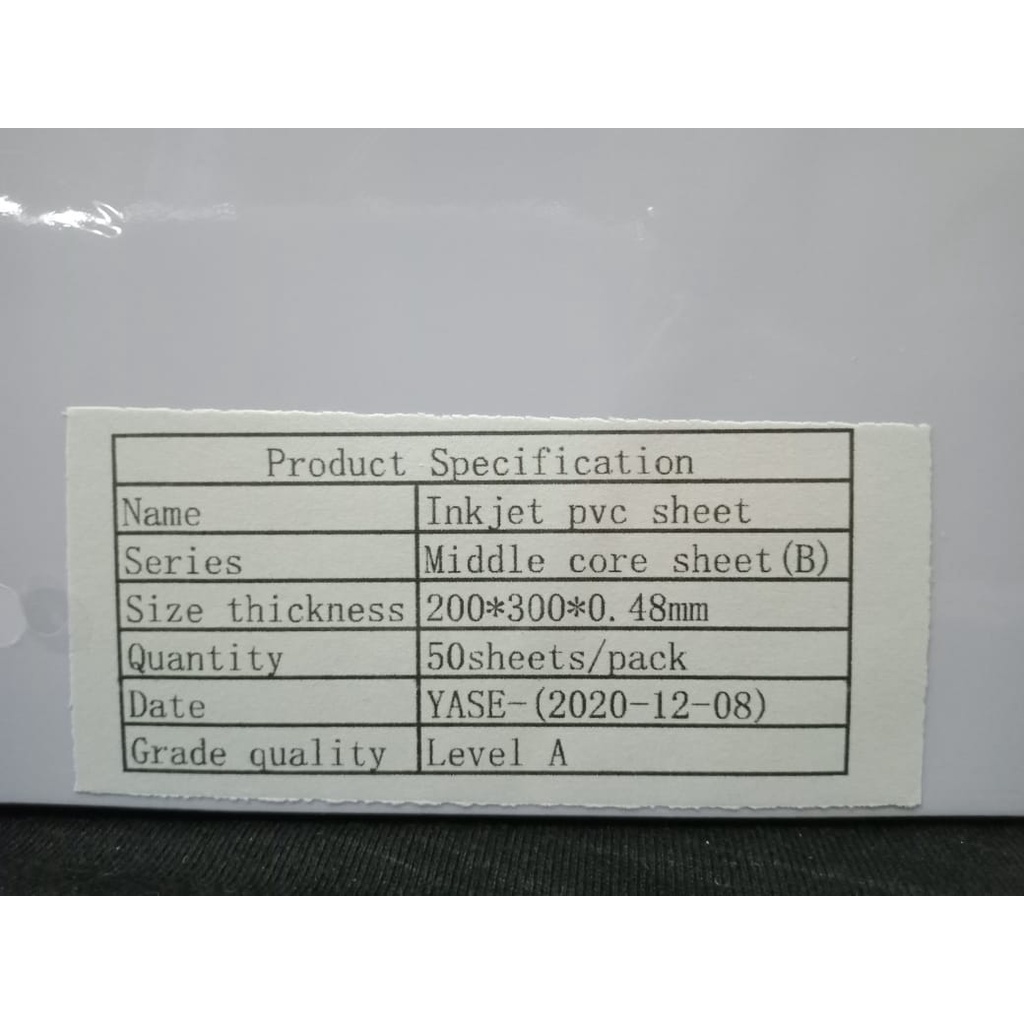 Product Specification
Name Inkjet pvc sheet
Series Middle core sheet(B)
Size thickness 200*300*0.48mm
Quantity 50sheets/pack
Date YASE-(2020-12-08)
Grade quality Level A